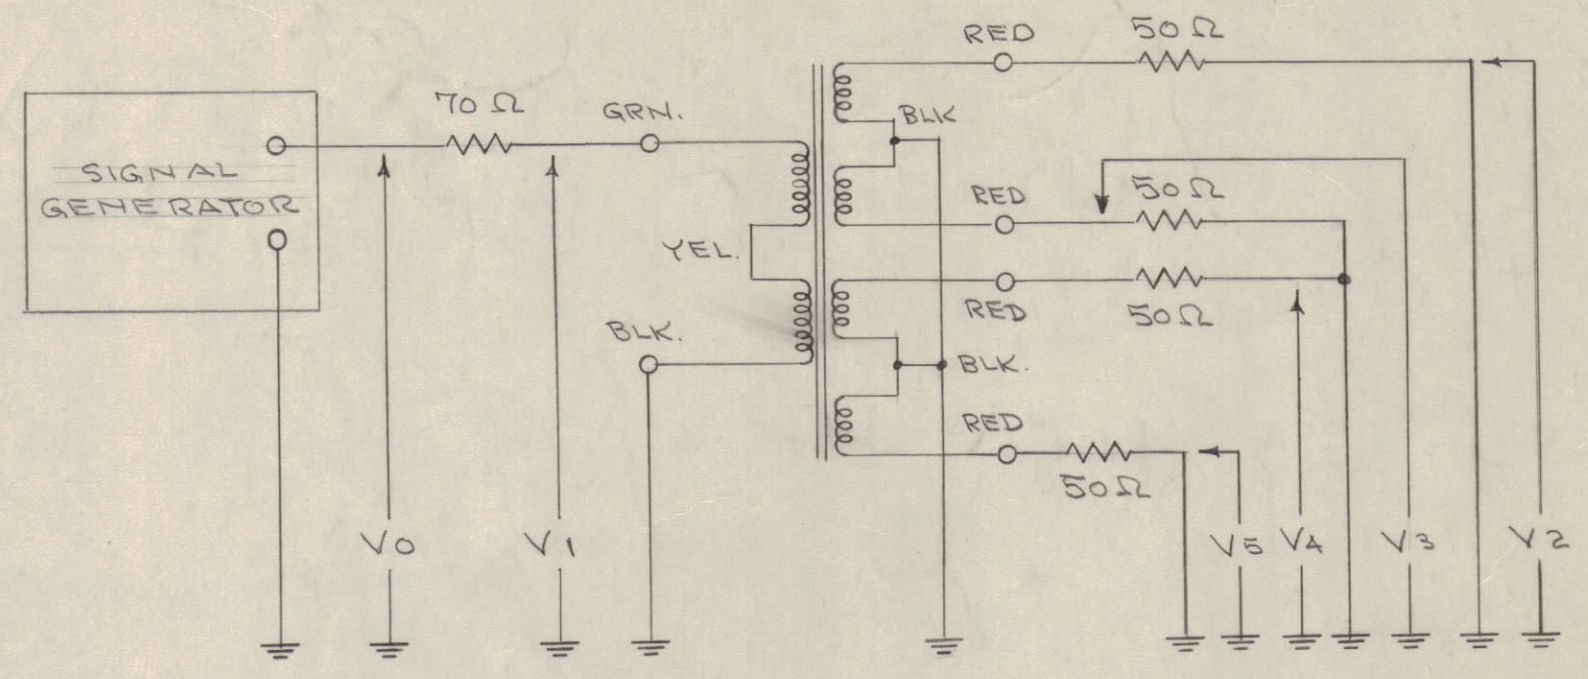 RED
50 Ω
70 Ω
GRN.
BLK
SIGNAL
GENERATOR
RED
50 Ω
YEL.
RED
50 Ω
BLK.
BLK.
RED
50 Ω
V0
V1
V5
V4
V3
V2